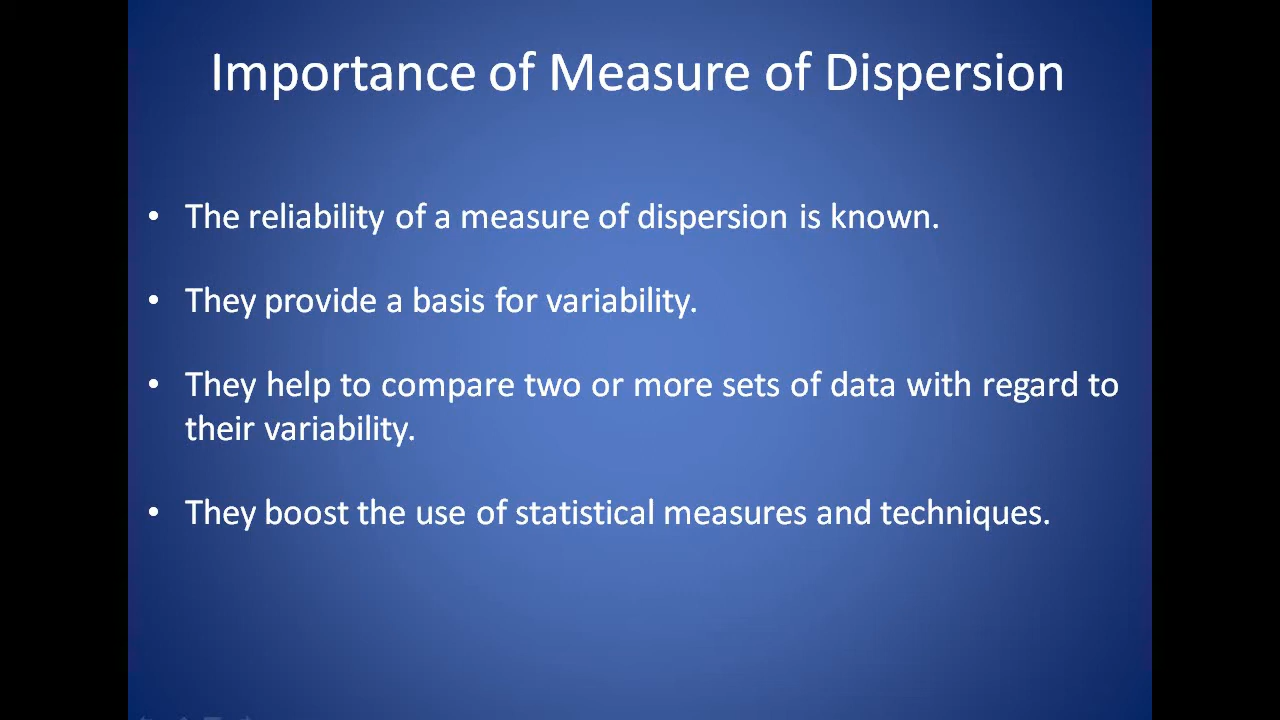 Importance of Measure of Dispersion
• The reliability of a measure of dispersion is known.
• They provide a basis for variability.
• They help to compare two or more sets of data with regard to
their variability.
• They boost the use of statistical measures and techniques.